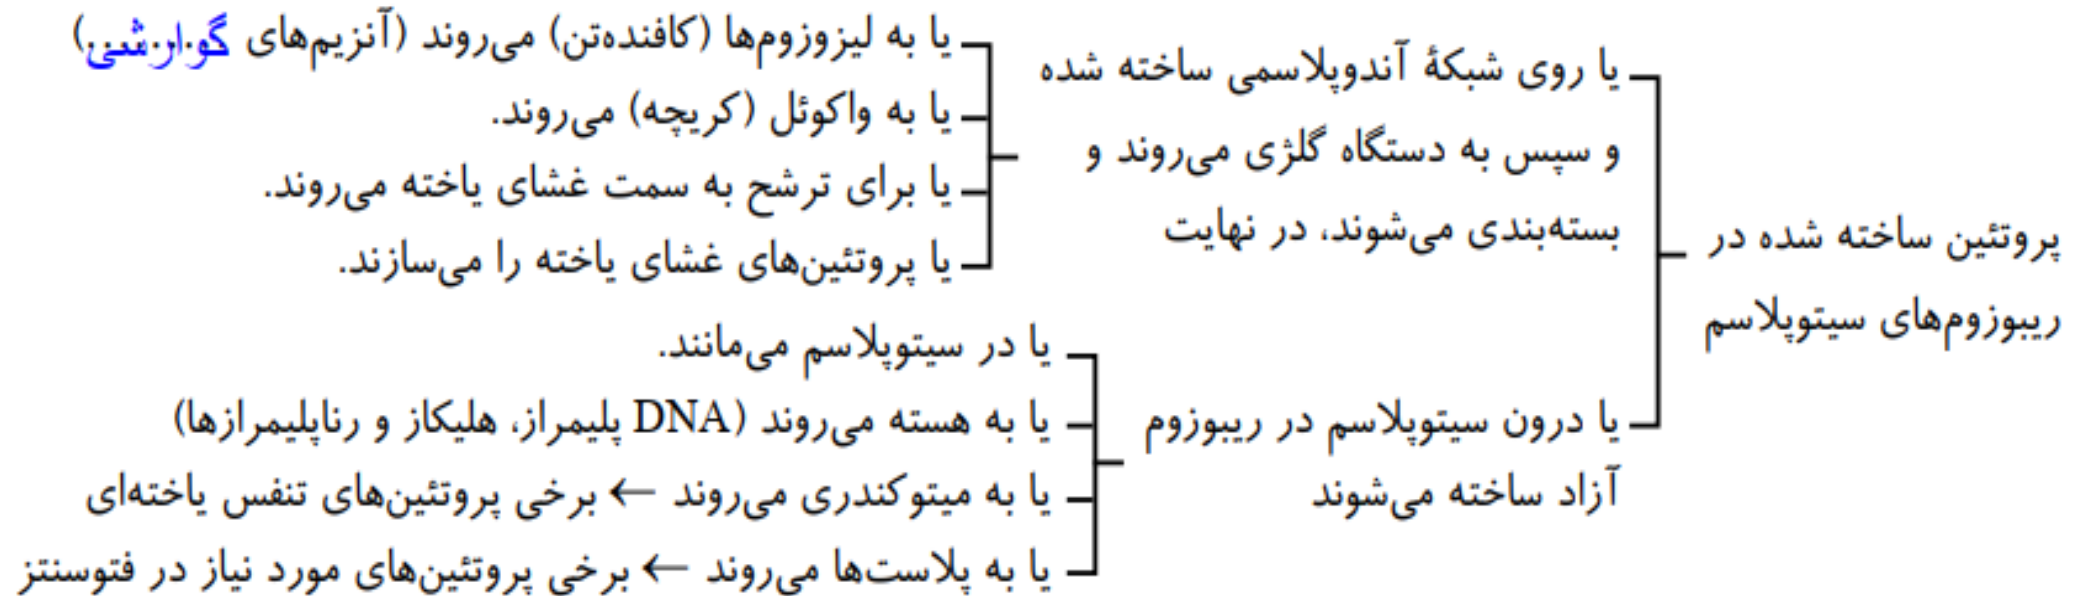 پروتئین ساخته شده در
ریبوزوم‌های سیتوپلاسم
یا روی شبکهٔ آندوپلاسمی ساخته شده
و سپس به دستگاه گلژی می‌روند و
بسته‌بندی می‌شوند، در نهایت
یا به لیزوزوم‌ها (کافنده‌تن) می‌روند (آنزیم‌های گوارشی)
یا به واکوئل (کریچه) می‌روند.
یا برای ترشح به سمت غشای یاخته می‌روند.
یا پروتئین‌های غشای یاخته را می‌سازند.
یا درون سیتوپلاسم در ریبوزوم
آزاد ساخته می‌شوند
یا در سیتوپلاسم می‌مانند.
یا به هسته می‌روند (DNA پلیمراز، هلیکاز و رناپلیمرازها)
یا به میتوکندری می‌روند ← برخی پروتئین‌های تنفس یاخته‌ای
یا به پلاست‌ها می‌روند ← برخی پروتئین‌های مورد نیاز در فتوسنتز